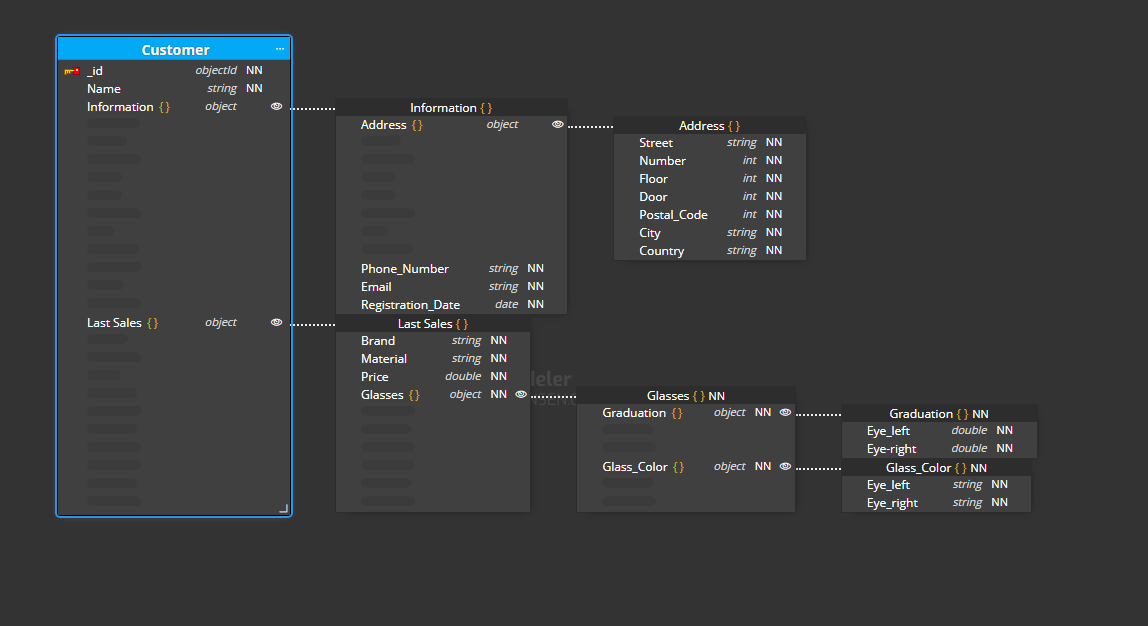 Customer ...
_id objectId NN
Name string NN
Information { } object
Information { }
Address { } object
Address { }
Street string NN
Number int NN
Floor int NN
Door int NN
Postal_Code int NN
City string NN
Country string NN
Phone_Number string NN
Email string NN
Registration_Date date NN
Last Sales { } object
Last Sales { }
Brand string NN
Material string NN
Price double NN
Glasses { } object NN
Glasses { } NN
Graduation { } object NN
Graduation { } NN
Eye_left double NN
Eye-right double NN
Glass_Color { } object NN
Glass_Color { } NN
Eye_left string NN
Eye_right string NN